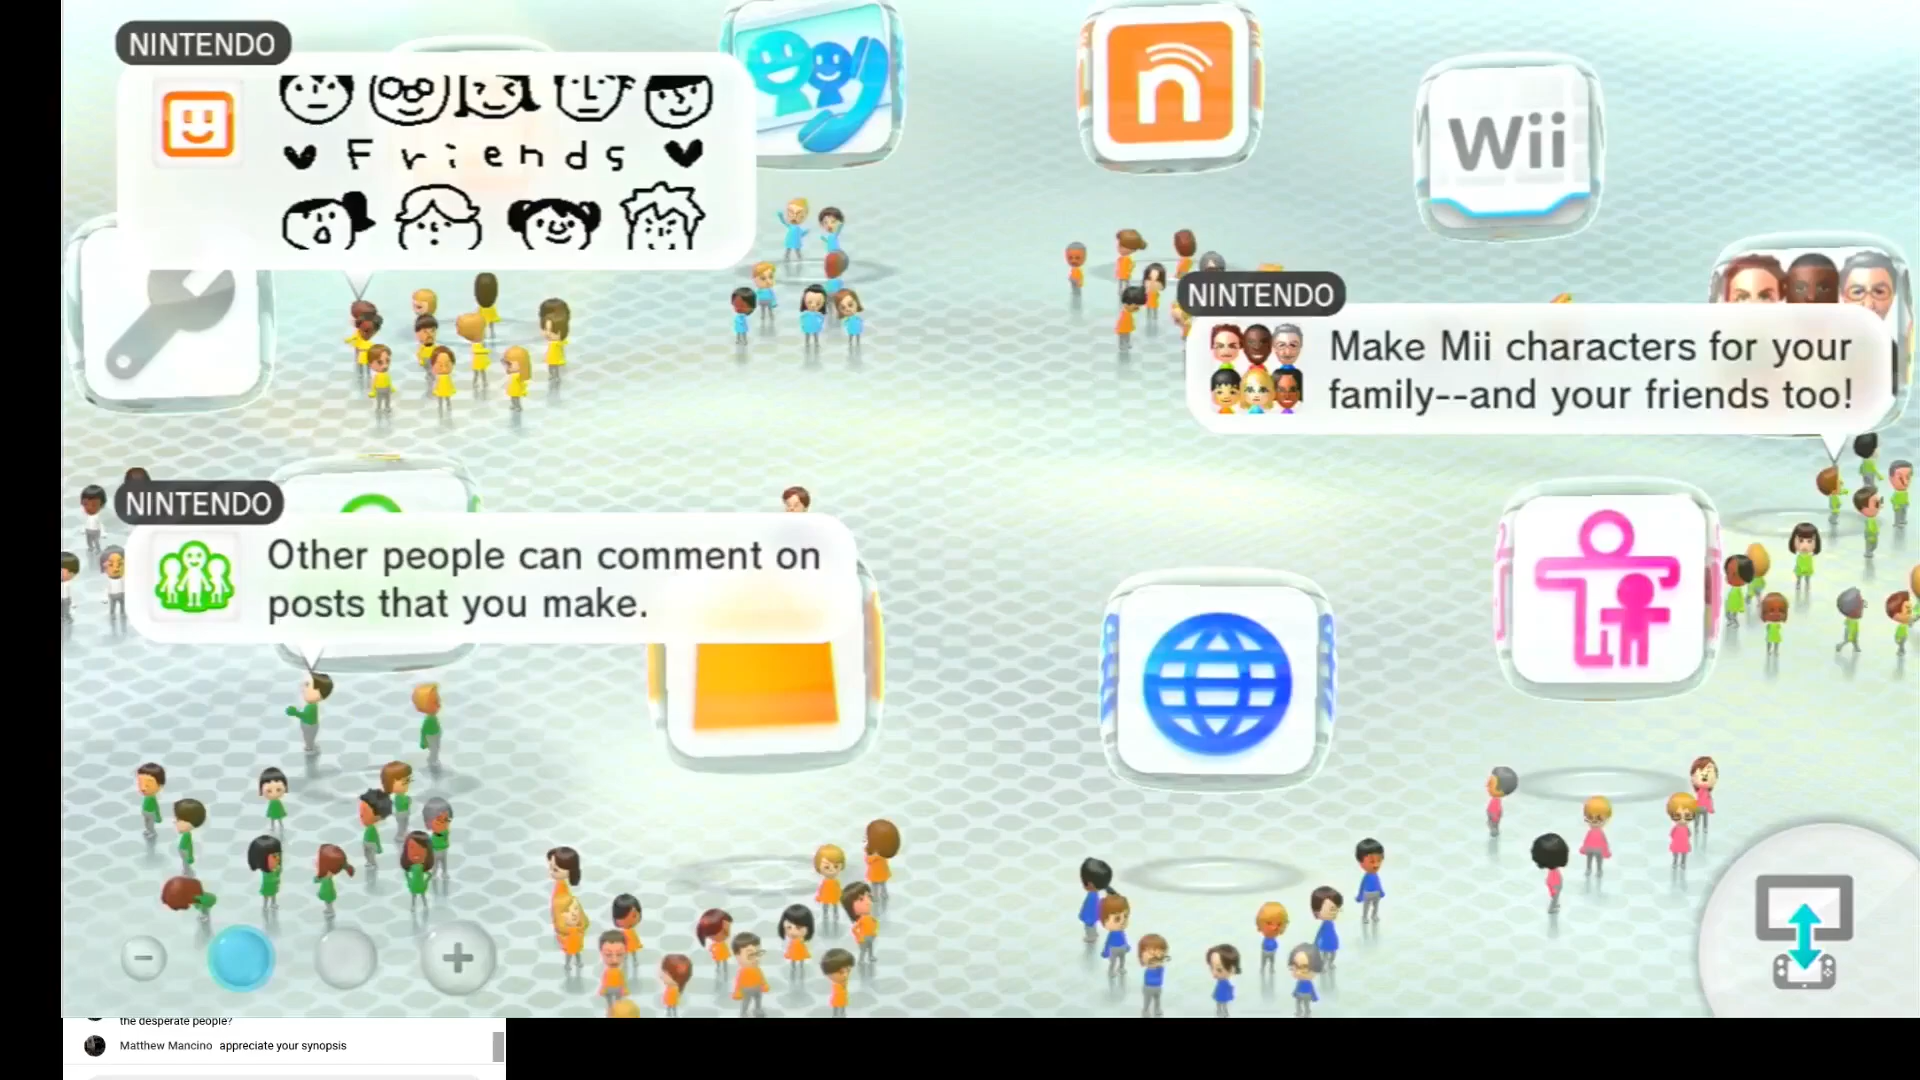 NINTENDO
Friends
n
Wii
NINTENDO
Make Mii characters for your
family--and your friends too!
NINTENDO
Other people can comment on
posts that you make.
the desperate people?
Matthew Mancino appreciate your synopsis